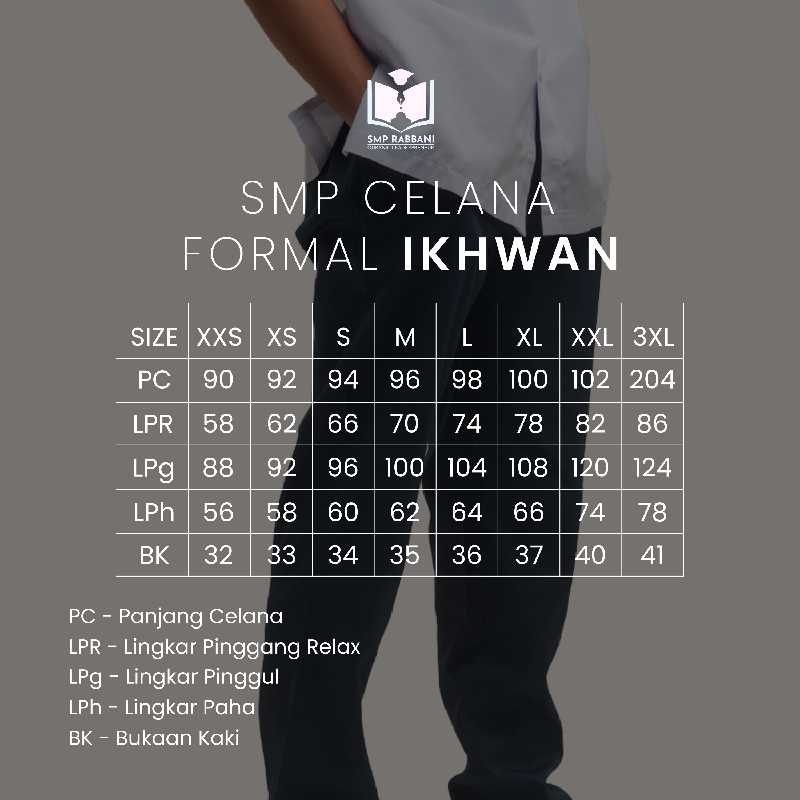 SMP RABBANI
SMP CELANA
FORMAL IKHWAN
SIZE XXS XS S M L XL XXL 3XL
PC 90 92 94 96 98 100 102 204
LPR 58 62 66 70 74 78 82 86
LPg 88 92 96 100 104 108 120 124
LPh 56 58 60 62 64 66 74 78
BK 32 33 34 35 36 37 40 41
PC - Panjang Celana
LPR - Lingkar Pinggang Relax
LPg - Lingkar Pinggul
LPh - Lingkar Paha
BK - Bukaan Kaki